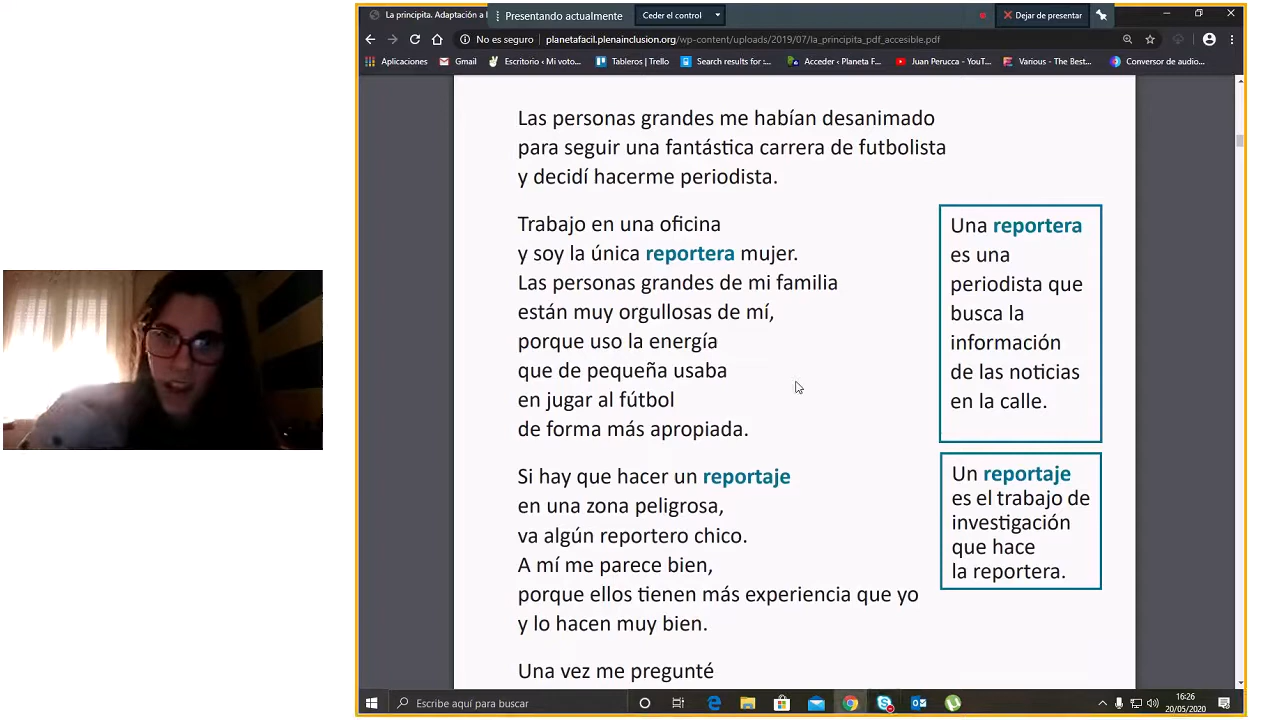 La principita. Adaptación a l
Presentando actualmente
Ceder el control
Dejar de presentar
No es seguro
planetafacil.plenainclusion.org/wp-content/uploads/2019/07/la_principita_pdf_accesible.pdf
Aplicaciones
Gmail
Escritorio ‹ Mi voto...
Tableros | Trello
Search results for :...
Acceder ‹ Planeta F...
Juan Perucca - YouT...
Various - The Best...
Conversor de audio...
Las personas grandes me habían desanimado
para seguir una fantástica carrera de futbolista
y decidí hacerme periodista.
Trabajo en una oficina
y soy la única reportera mujer.
Las personas grandes de mi familia
están muy orgullosas de mí,
porque uso la energía
que de pequeña usaba
en jugar al fútbol
de forma más apropiada.
Si hay que hacer un reportaje
en una zona peligrosa,
va algún reportero chico.
A mí me parece bien,
porque ellos tienen más experiencia que yo
y lo hacen muy bien.
Una vez me pregunté
Una reportera
es una
periodista que
busca la
información
de las noticias
en la calle.
Un reportaje
es el trabajo de
investigación
que hace
la reportera.
Escribe aquí para buscar
16:26
20/05/2020